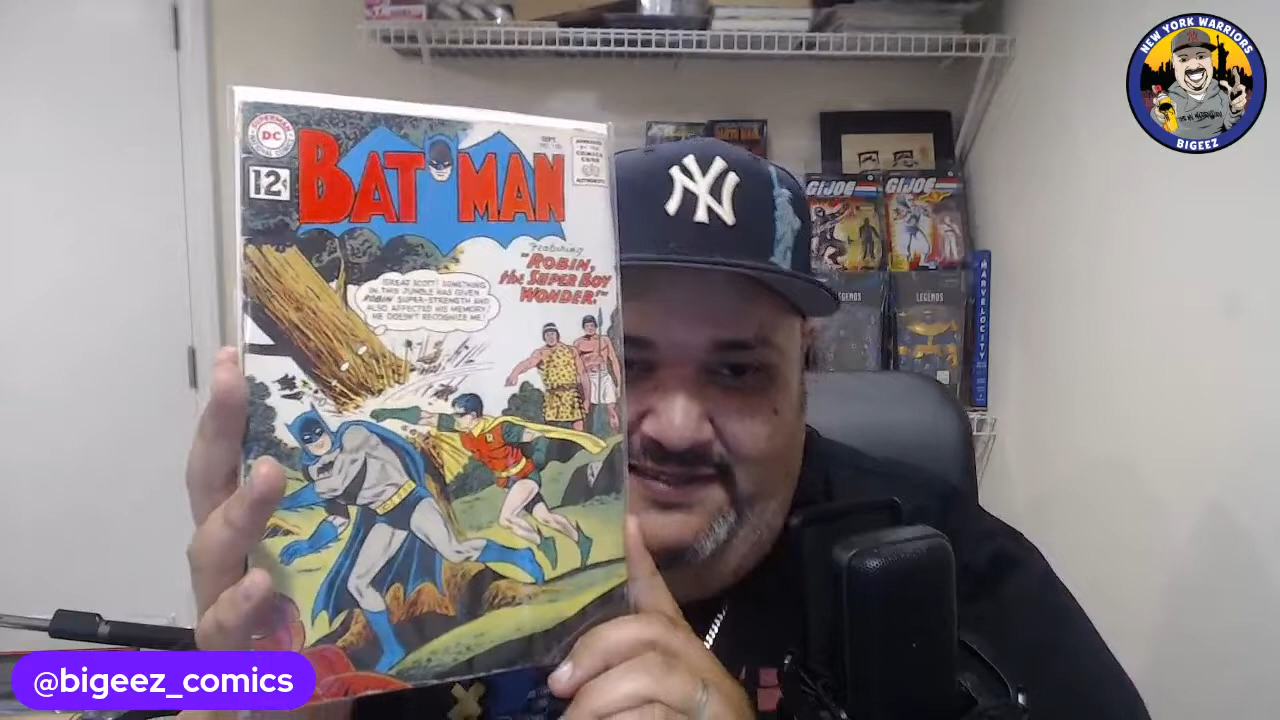 NEW YORK WARRIORS
BIGEEZ
SUPERMAN
DC
NATIONAL COMICS
12¢
BATMAN
SEPT.
APPROVED
BY THE
COMICS
CODE
AUTHORITY
Featuring
"ROBIN,
the SUPER BOY
WONDER!"
GREAT SCOTT! SOMETHING
IN THIS JUNGLE HAS GIVEN
ROBIN SUPER-STRENGTH AND
ALSO AFFECTED HIS MEMORY!
HE DOESN'T RECOGNIZE ME!
NY
GIJOE
GIJOE
LEGENDS
LEGENDS
MARVELOCITY
@bigeez_comics